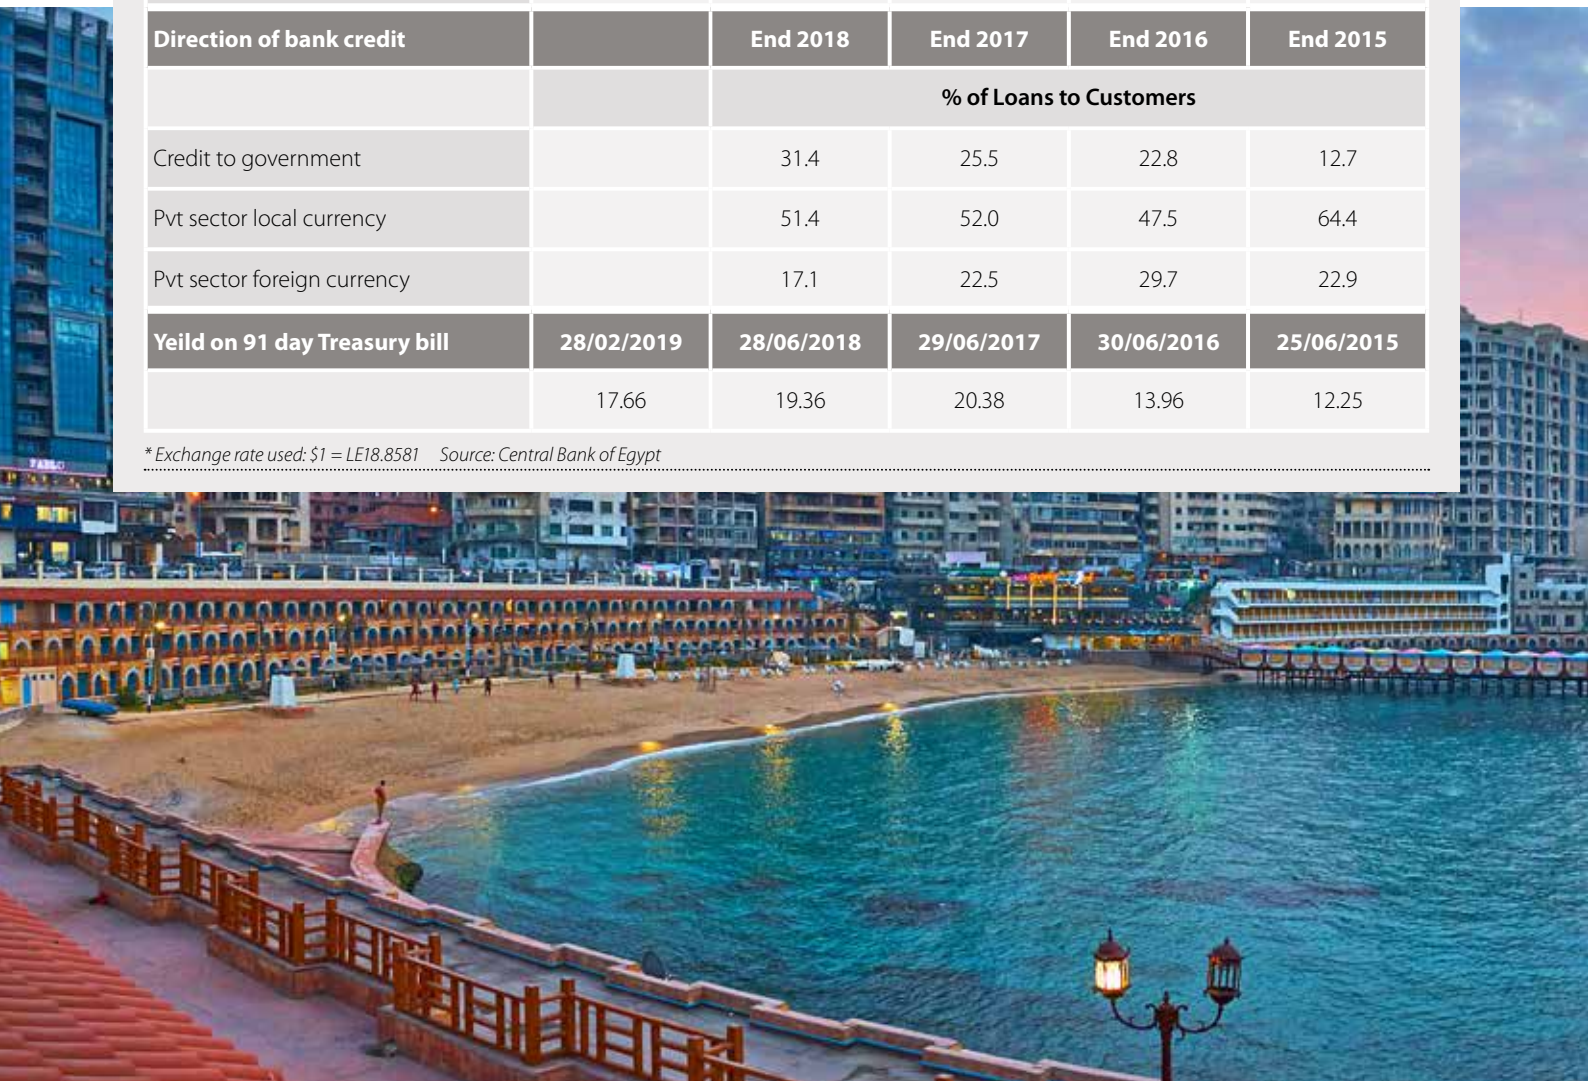 Direction of bank credit End 2018 End 2017 End 2016 End 2015
% of Loans to Customers
Credit to government 31.4 25.5 22.8 12.7
Pvt sector local currency 51.4 52.0 47.5 64.4
Pvt sector foreign currency 17.1 22.5 29.7 22.9
Yeild on 91 day Treasury bill 28/02/2019 28/06/2018 29/06/2017 30/06/2016 25/06/2015
17.66 19.36 20.38 13.96 12.25
* Exchange rate used: $1 = LE18.8581 Source: Central Bank of Egypt